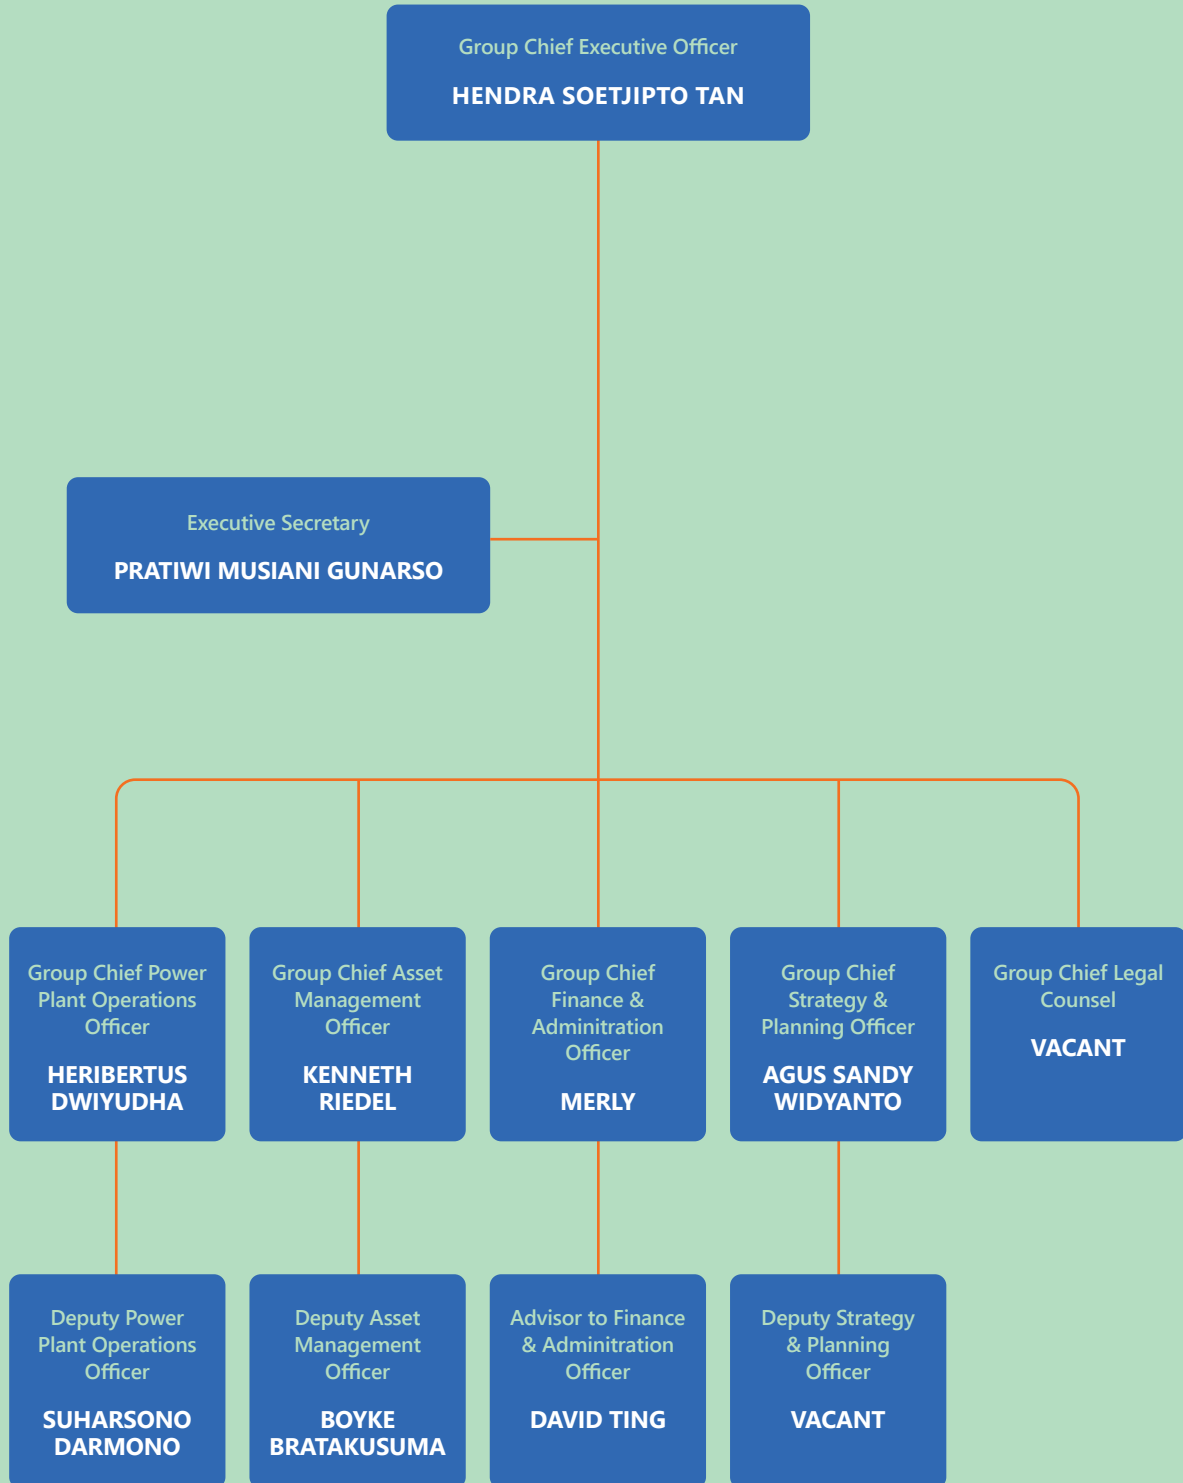 Group Chief Executive Officer
HENDRA SOETJIPTO TAN
Executive Secretary
PRATIWI MUSIANI GUNARSO
Group Chief Power
Plant Operations
Officer
HERIBERTUS
DWIYUDHA
Group Chief Asset
Management
Officer
KENNETH
RIEDEL
Group Chief
Finance &
Adminitration
Officer
MERLY
Group Chief
Strategy &
Planning Officer
AGUS SANDY
WIDYANTO
Group Chief Legal
Counsel
VACANT
Deputy Power
Plant Operations
Officer
SUHARSONO
DARMONO
Deputy Asset
Management
Officer
BOYKE
BRATAKUSUMA
Advisor to Finance
& Adminitration
Officer
DAVID TING
Deputy Strategy
& Planning
Officer
VACANT